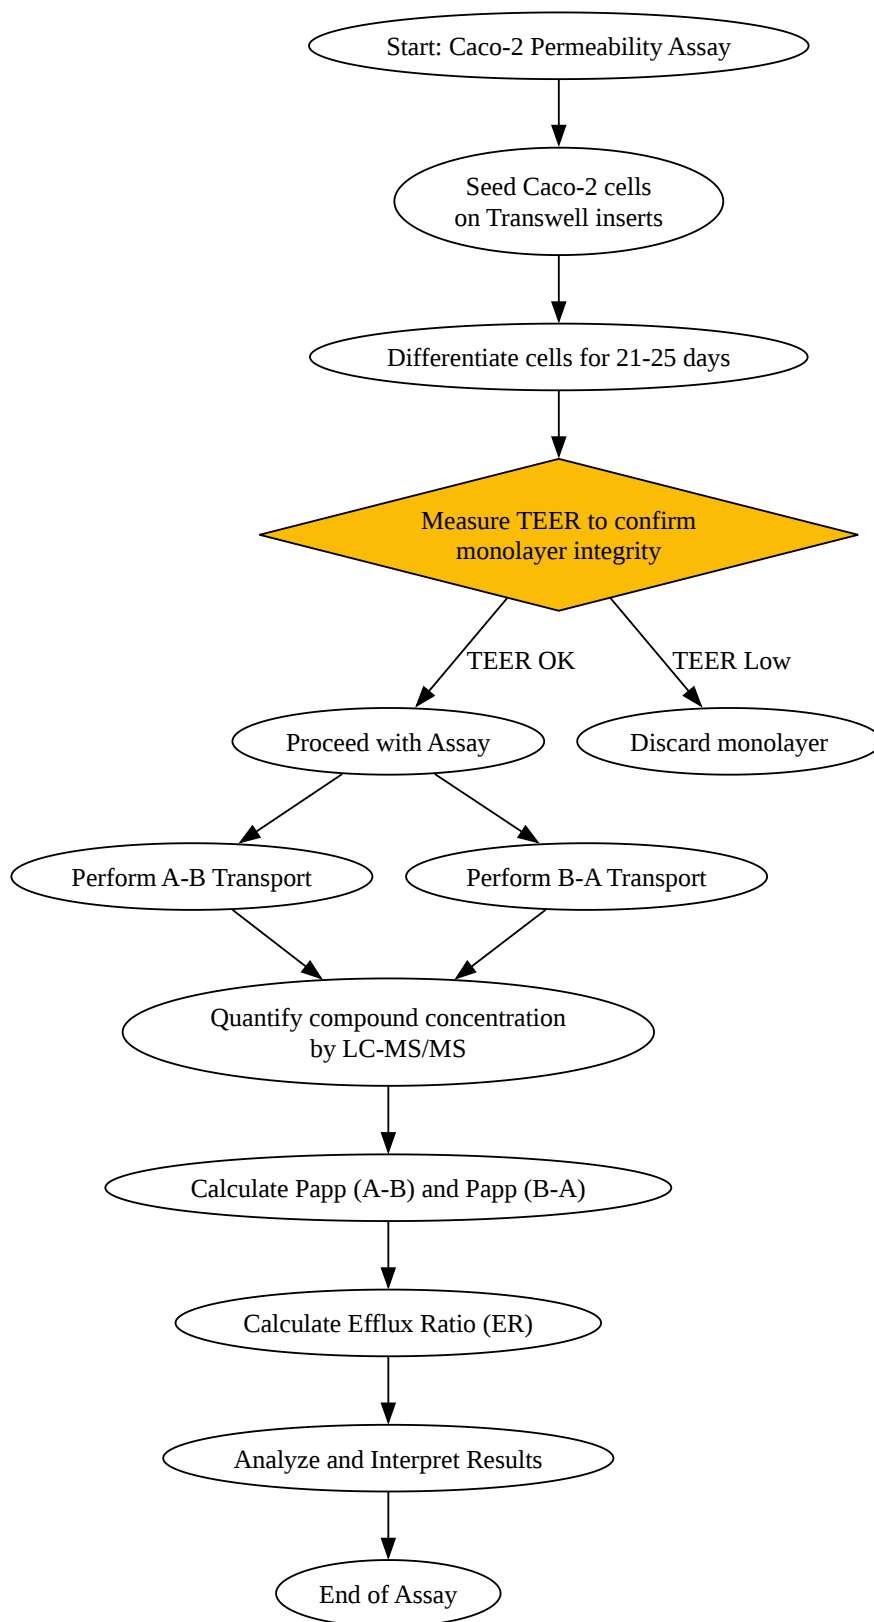 Start: Caco-2 Permeability Assay
Seed Caco-2 cells
on Transwell inserts
Differentiate cells for 21-25 days
Measure TEER to confirm
monolayer integrity
TEER OK
TEER Low
Proceed with Assay
Discard monolayer
Perform A-B Transport
Perform B-A Transport
Quantify compound concentration
by LC-MS/MS
Calculate Papp (A-B) and Papp (B-A)
Calculate Efflux Ratio (ER)
Analyze and Interpret Results
End of Assay